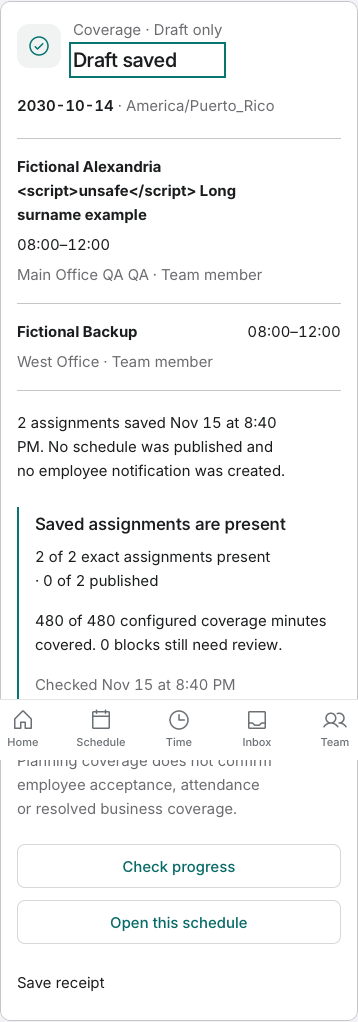 Coverage · Draft only
Draft saved
2030-10-14 · America/Puerto_Rico
Fictional Alexandria
<script>unsafe</script> Long
surname example
08:00–12:00
Main Office QA QA · Team member
Fictional Backup 08:00–12:00
West Office · Team member
2 assignments saved Nov 15 at 8:40
PM. No schedule was published and
no employee notification was created.
Saved assignments are present
2 of 2 exact assignments present
· 0 of 2 published
480 of 480 configured coverage minutes
covered. 0 blocks still need review.
Checked Nov 15 at 8:40 PM
Home Schedule Time Inbox Team
Planning coverage does not confirm
employee acceptance, attendance
or resolved business coverage.
Check progress
Open this schedule
Save receipt